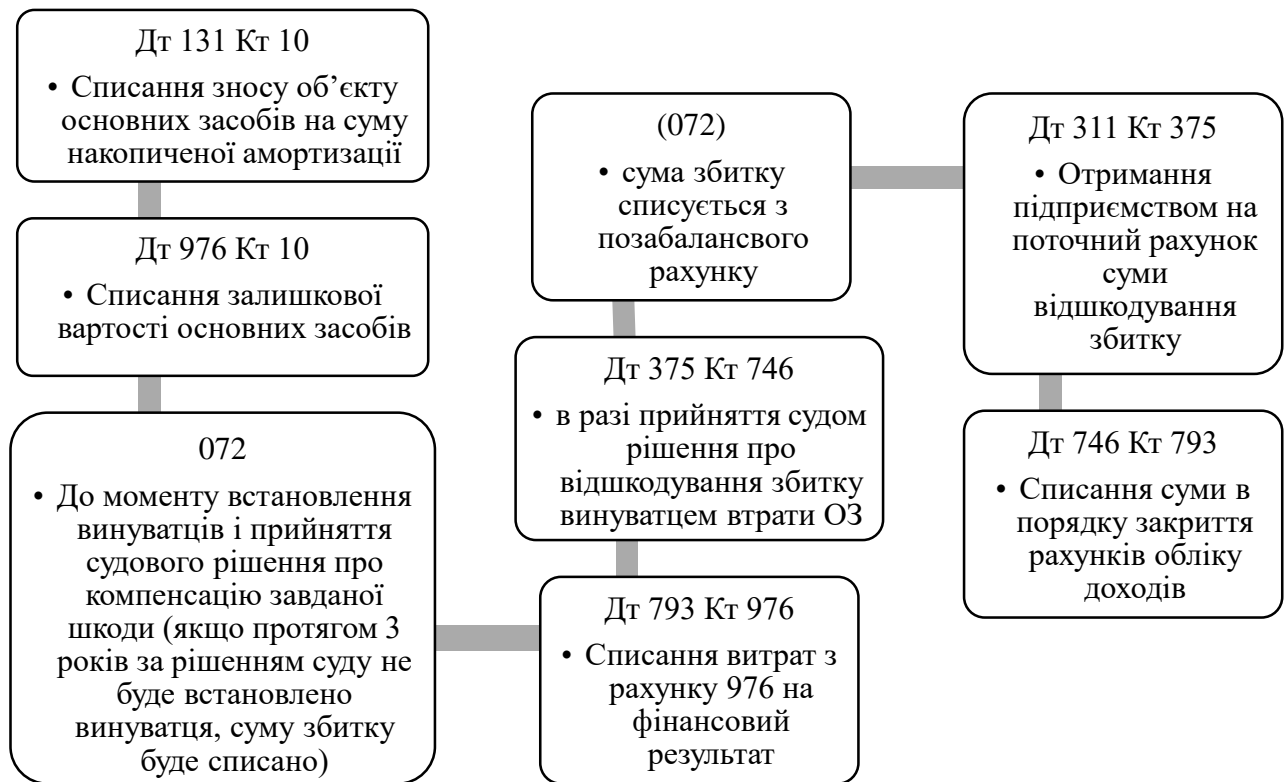 Дт 131 Кт 10
• Списання зносу об’єкту
основних засобів на суму
накопиченої амортизації
Дт 976 Кт 10
• Списання залишкової
вартості основних засобів
072
• До моменту встановлення
винуватців і прийняття
судового рішення про
компенсацію завданої
шкоди (якщо протягом 3
років за рішенням суду не
буде встановлено
винуватця, суму збитку
буде списано)
Дт 793 Кт 976
• Списання витрат з
рахунку 976 на
фінансовий
результат
Дт 375 Кт 746
• в разі прийняття судом
рішення про
відшкодування збитку
винуватцем втрати ОЗ
(072)
• сума збитку
списується з
позабалансвого
рахунку
Дт 311 Кт 375
• Отримання
підприємством на
поточний рахунок
суми
відшкодування
збитку
Дт 746 Кт 793
• Списання суми в
порядку закриття
рахунків обліку
доходів